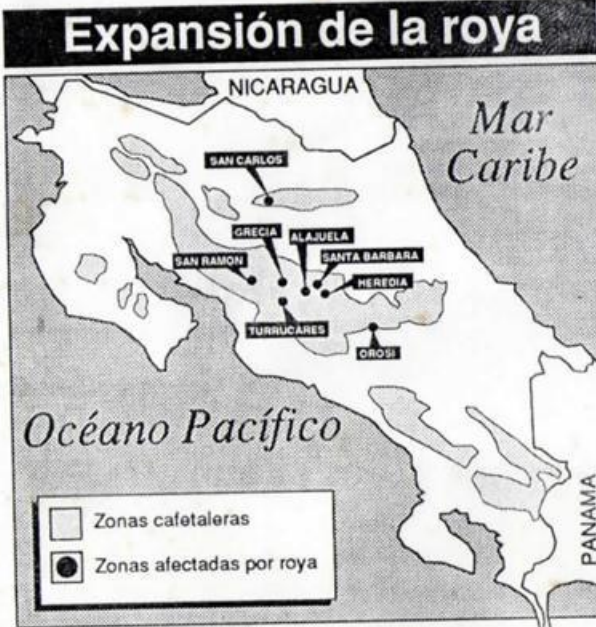 Expansión de la roya
NICARAGUA
Mar
Caribe
SAN CARLOS
GRECIA
ALAJUELA
SAN RAMON
SANTA BARBARA
HEREDIA
TURRUCARES
OROSI
Océano Pacífico
PANAMA
Zonas cafetaleras
Zonas afectadas por roya